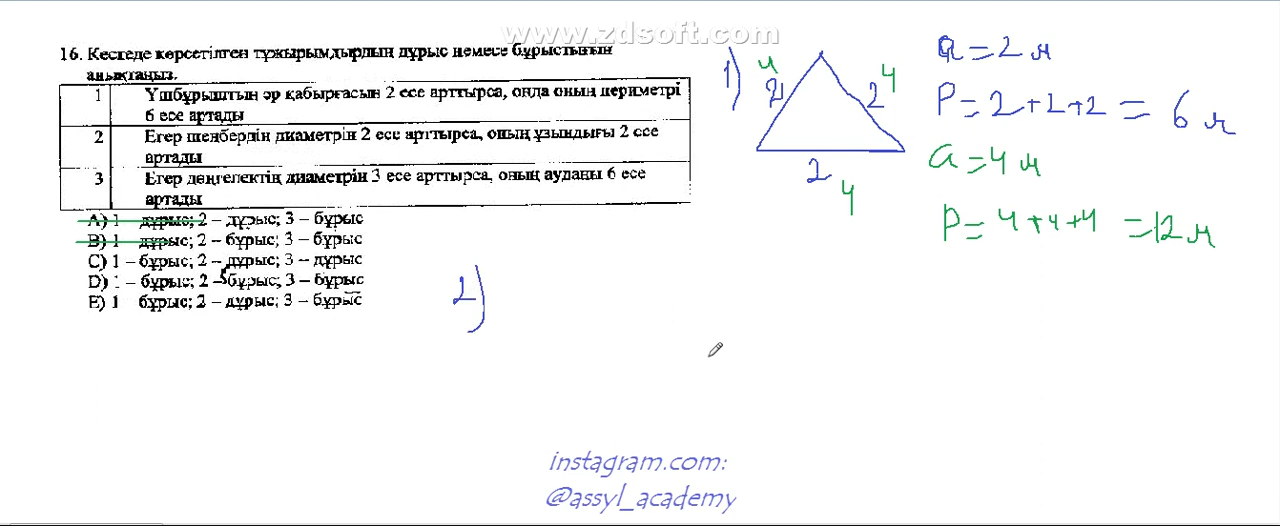 www.zdsoft.com
16. Кестеде көрсетілген тұжырымдырдың дұрыс немесе бұрыстығын
анықтаңыз.
1 Үшбұрыштың әр қабырғасын 2 есе арттырса, онда оның периметрі
6 есе артады
2 Егер шеңбердің диаметрін 2 есе арттырса, оның ұзындығы 2 есе
артады
3 Егер дөңгелектің диаметрін 3 есе арттырса, оның ауданы 6 есе
артады
A) 1 – дұрыс; 2 – дұрыс; 3 – бұрыс
B) 1 – дұрыс; 2 – бұрыс; 3 – бұрыс
C) 1 – бұрыс; 2 – дұрыс; 3 – дұрыс
D) 1 – бұрыс; 2 – бұрыс; 3 – бұрыс
E) 1 бұрыс; 2 – дұрыс; 3 – бұрыс
1)
4 4
2 2
2
4
a=2 м
P=2+2+2=6 м
a=4 м
P=4+4+4=12 м
2)
instagram.com:
@assyl_academy